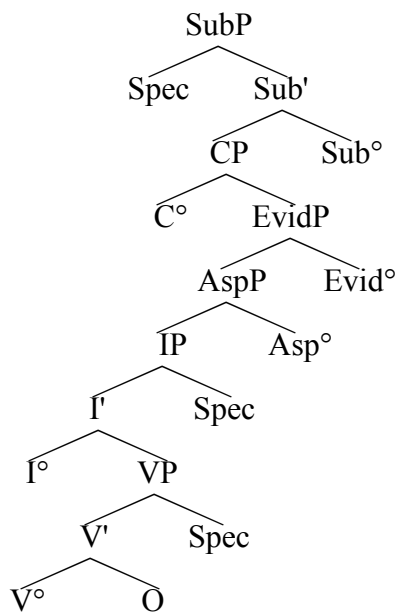 SubP
Spec Sub'
CP Sub°
C° EvidP
AspP Evid°
IP Asp°
I' Spec
I° VP
V' Spec
V° O